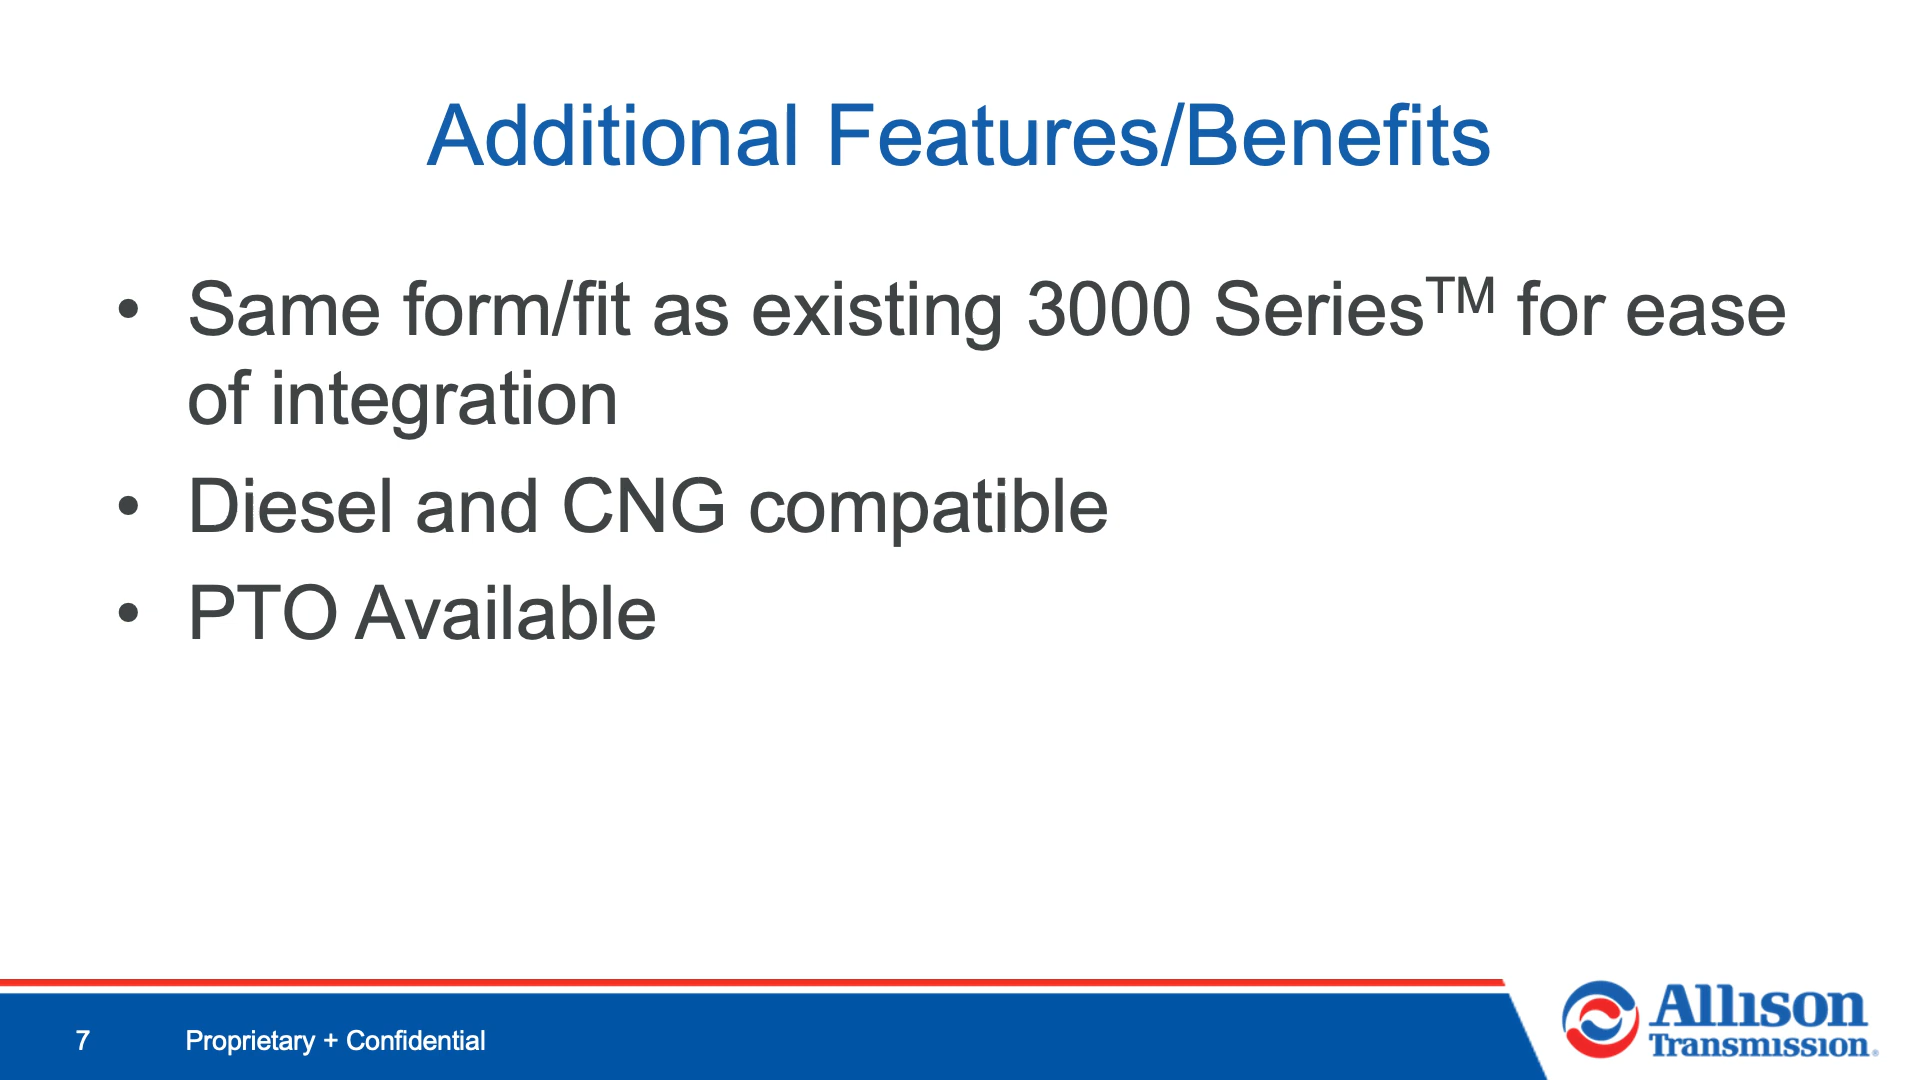 Additional Features/Benefits
• Same form/fit as existing 3000 Series™ for ease
of integration
• Diesel and CNG compatible
• PTO Available
7 Proprietary + Confidential
Allison
Transmission®